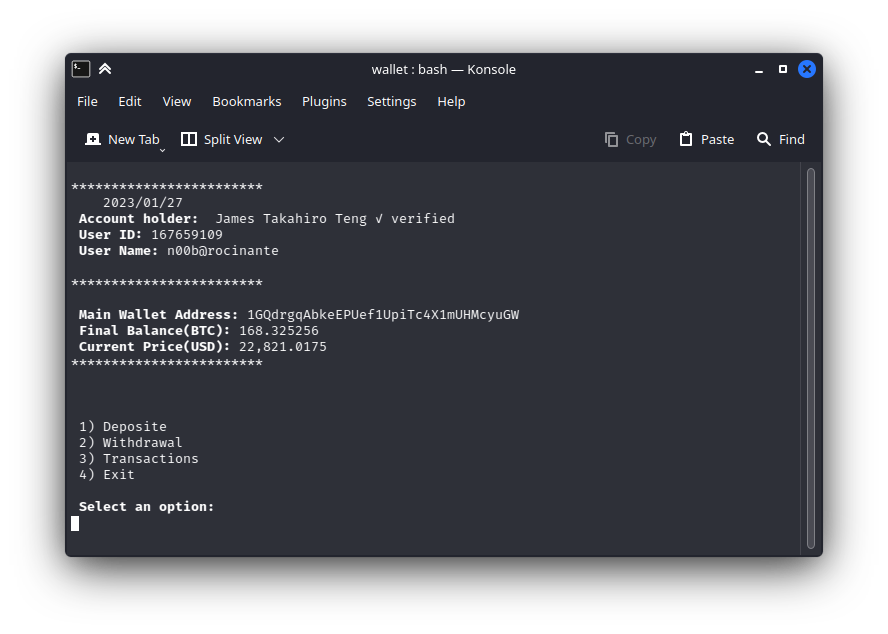 wallet : bash — Konsole
File Edit View Bookmarks Plugins Settings Help
New Tab Split View Copy Paste Find
************************
2023/01/27
Account holder: James Takahiro Teng √ verified
User ID: 167659109
User Name: n00b@rocinante
************************
Main Wallet Address: 1GQdrgqAbkeEPUef1UpiTc4X1mUHMcyuGW
Final Balance(BTC): 168.325256
Current Price(USD): 22,821.0175
************************
1) Deposite
2) Withdrawal
3) Transactions
4) Exit
Select an option: